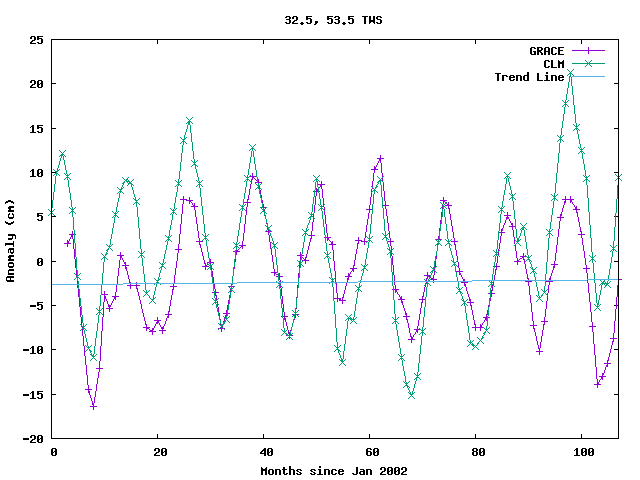 32.5, 53.5 TWS
GRACE
CLM
Trend Line
25
20
15
10
5
0
-5
-10
-15
-20
Anomaly (cm)
0 20 40 60 80 100
Months since Jan 2002